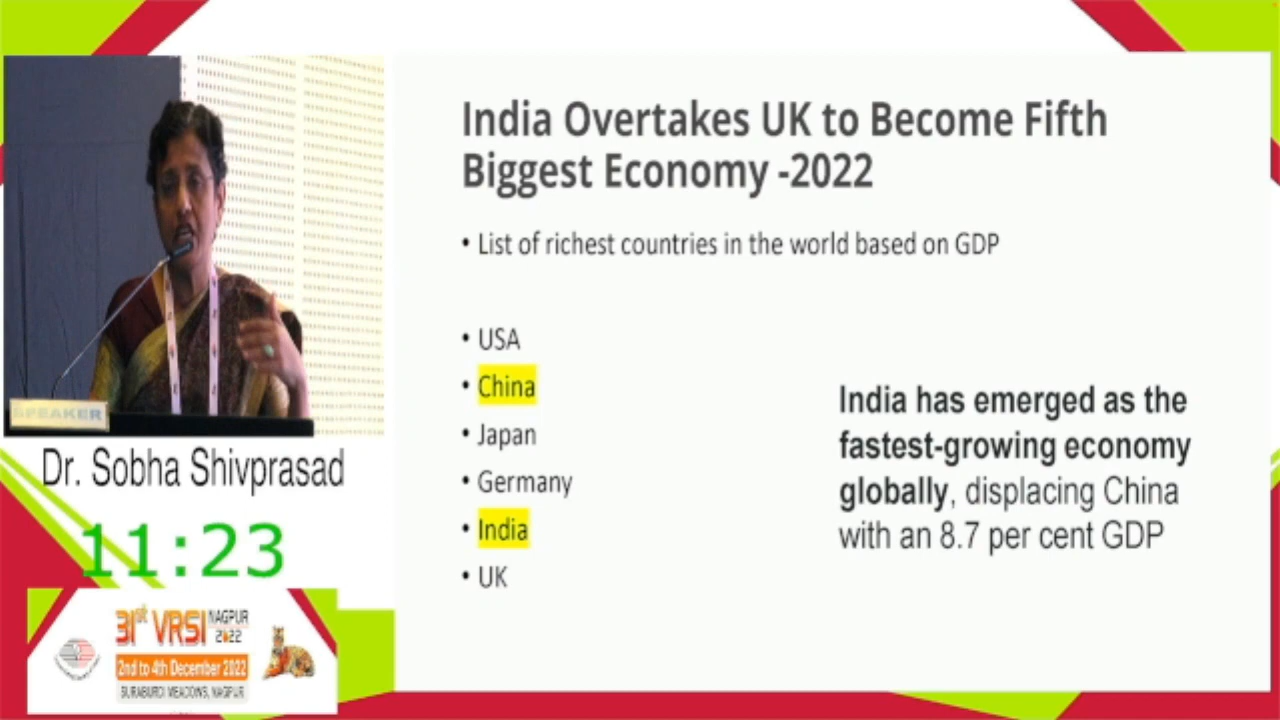 India Overtakes UK to Become Fifth
Biggest Economy -2022
• List of richest countries in the world based on GDP
• USA
• China
• Japan
• Germany
• India
• UK
India has emerged as the
fastest-growing economy
globally, displacing China
with an 8.7 per cent GDP
SPEAKER
Dr. Sobha Shivprasad
11:23
31st VRSI NAGPUR
2022
2nd to 4th December 2022
SURABURDI MEADOWS, NAGPUR